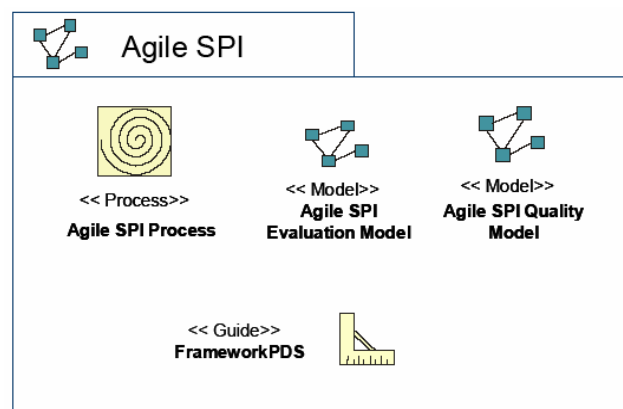 Agile SPI
<< Process>>
Agile SPI Process
<< Model>>
Agile SPI
Evaluation Model
<< Model>>
Agile SPI Quality
Model
<< Guide>>
FrameworkPDS